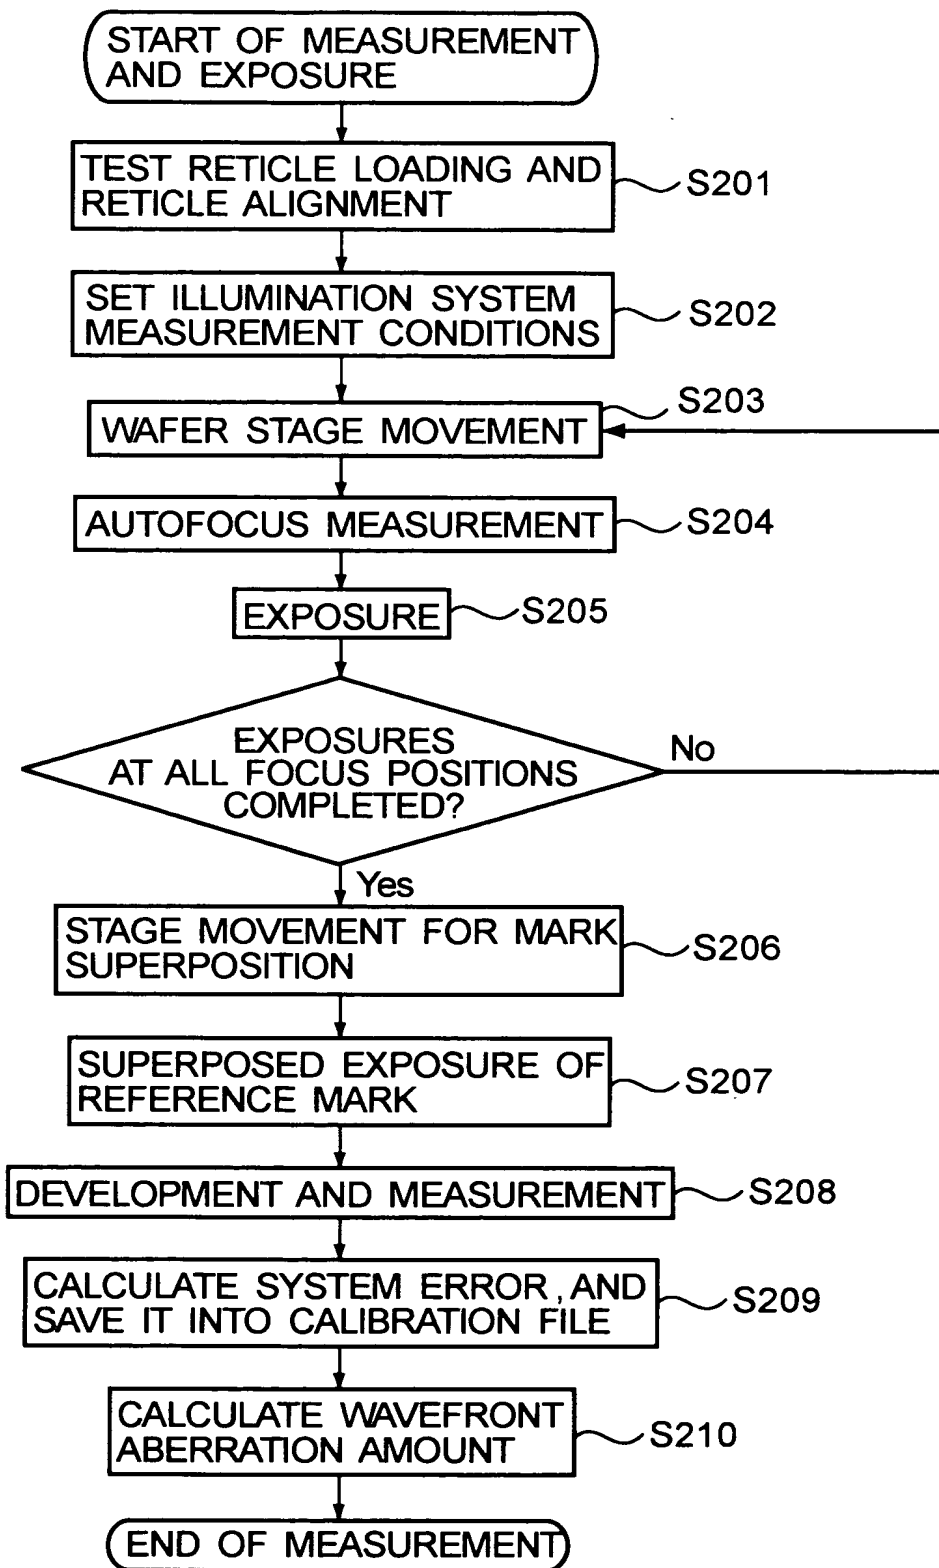 START OF MEASUREMENT
AND EXPOSURE
TEST RETICLE LOADING AND
RETICLE ALIGNMENT
S201
SET ILLUMINATION SYSTEM
MEASUREMENT CONDITIONS
S202
S203
WAFER STAGE MOVEMENT
AUTOFOCUS MEASUREMENT
S204
EXPOSURE
S205
EXPOSURES
AT ALL FOCUS POSITIONS
COMPLETED?
No
Yes
STAGE MOVEMENT FOR MARK
SUPERPOSITION
S206
SUPERPOSED EXPOSURE OF
REFERENCE MARK
S207
DEVELOPMENT AND MEASUREMENT
S208
CALCULATE SYSTEM ERROR, AND
SAVE IT INTO CALIBRATION FILE
S209
CALCULATE WAVEFRONT
ABERRATION AMOUNT
S210
END OF MEASUREMENT